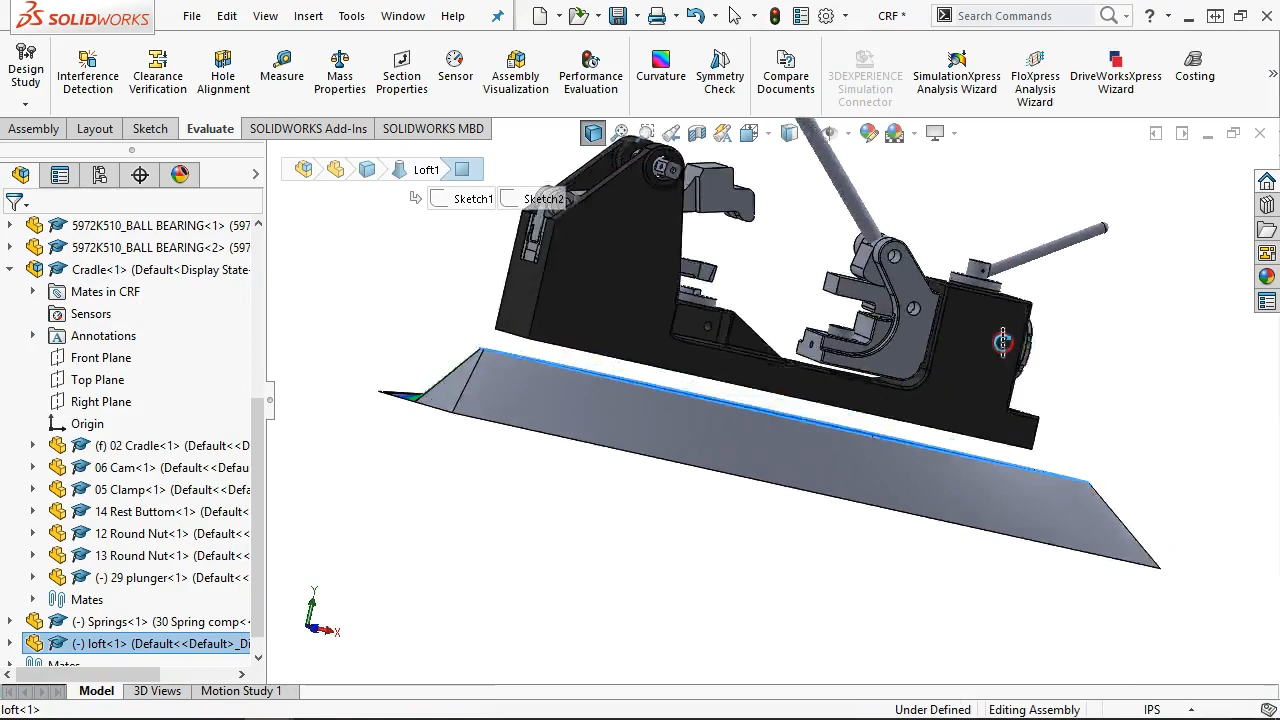 SOLIDWORKS File Edit View Insert Tools Window Help CRF * Search Commands ?
Design Study
Interference Detection
Clearance Verification
Hole Alignment
Measure
Mass Properties
Section Properties
Sensor
Assembly Visualization
Performance Evaluation
Curvature
Symmetry Check
Compare Documents
3DEXPERIENCE Simulation Connector
SimulationXpress Analysis Wizard
FloXpress Analysis Wizard
DriveWorksXpress Wizard
Costing
Assembly Layout Sketch Evaluate SOLIDWORKS Add-Ins SOLIDWORKS MBD
Loft1
Sketch1 Sketch2
5972K510_BALL BEARING<1> (597
5972K510_BALL BEARING<2> (597
Cradle<1> (Default<Display State-
Mates in CRF
Sensors
Annotations
Front Plane
Top Plane
Right Plane
Origin
(f) 02 Cradle<1> (Default<<D
06 Cam<1> (Default<<Defau
05 Clamp<1> (Default<<Defa
14 Rest Buttom<1> (Default<
12 Round Nut<1> (Default<<
13 Round Nut<1> (Default<<
(-) 29 plunger<1> (Default<<
Mates
(-) Springs<1> (30 Spring comp<
(-) loft<1> (Default<<Default>_Di
Mates
Y
X
Model 3D Views Motion Study 1
loft<1> Under Defined Editing Assembly IPS